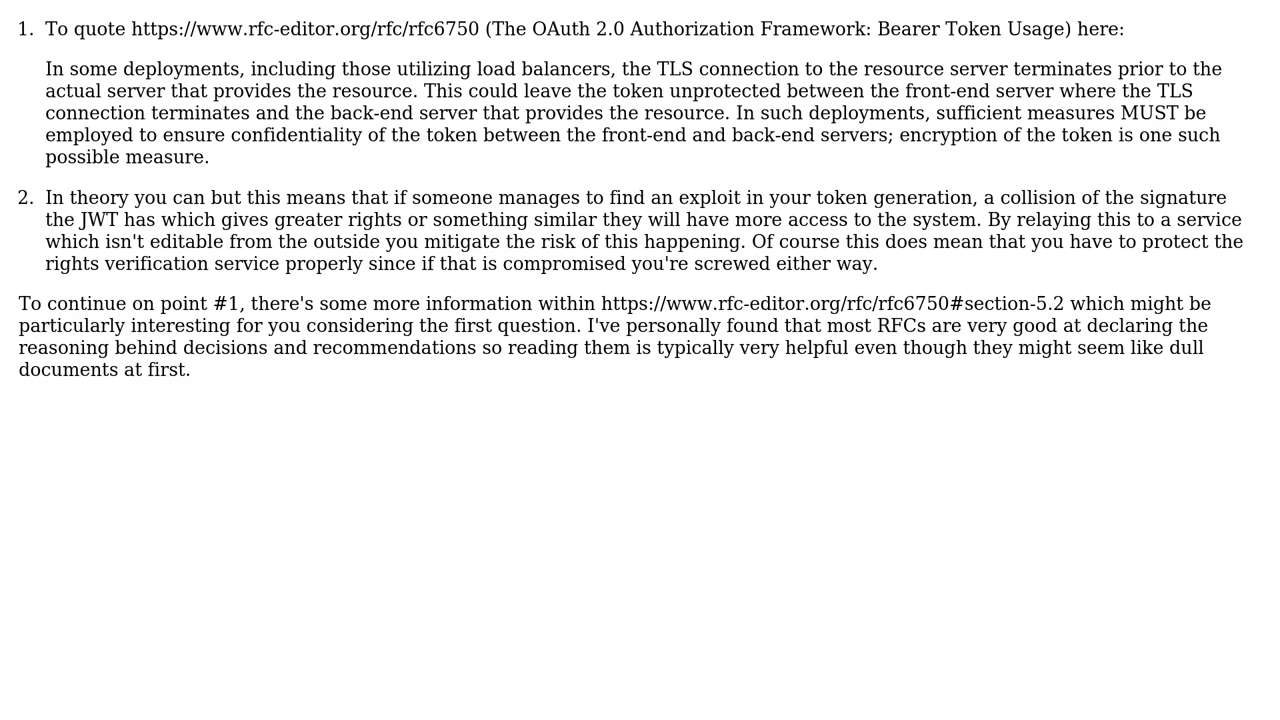 1. To quote https://www.rfc-editor.org/rfc/rfc6750 (The OAuth 2.0 Authorization Framework: Bearer Token Usage) here:
In some deployments, including those utilizing load balancers, the TLS connection to the resource server terminates prior to the
actual server that provides the resource. This could leave the token unprotected between the front-end server where the TLS
connection terminates and the back-end server that provides the resource. In such deployments, sufficient measures MUST be
employed to ensure confidentiality of the token between the front-end and back-end servers; encryption of the token is one such
possible measure.
2. In theory you can but this means that if someone manages to find an exploit in your token generation, a collision of the signature
the JWT has which gives greater rights or something similar they will have more access to the system. By relaying this to a service
which isn't editable from the outside you mitigate the risk of this happening. Of course this does mean that you have to protect the
rights verification service properly since if that is compromised you're screwed either way.
To continue on point #1, there's some more information within https://www.rfc-editor.org/rfc/rfc6750#section-5.2 which might be
particularly interesting for you considering the first question. I've personally found that most RFCs are very good at declaring the
reasoning behind decisions and recommendations so reading them is typically very helpful even though they might seem like dull
documents at first.